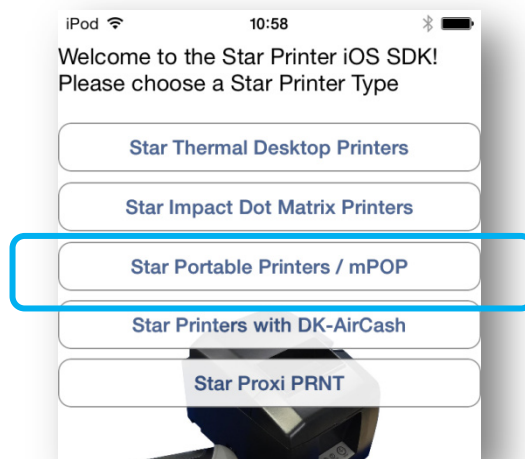 iPod 10:58
Welcome to the Star Printer iOS SDK!
Please choose a Star Printer Type
Star Thermal Desktop Printers
Star Impact Dot Matrix Printers
Star Portable Printers / mPOP
Star Printers with DK-AirCash
Star Proxi PRNT